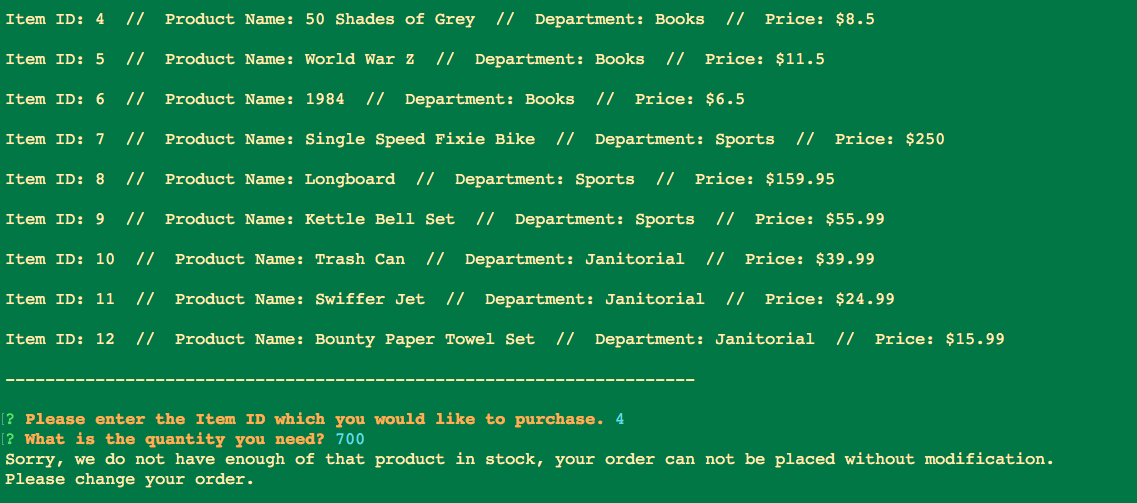 Item ID: 4  //  Product Name: 50 Shades of Grey  //  Department: Books  //  Price: $8.5
Item ID: 5  //  Product Name: World War Z  //  Department: Books  //  Price: $11.5
Item ID: 6  //  Product Name: 1984  //  Department: Books  //  Price: $6.5
Item ID: 7  //  Product Name: Single Speed Fixie Bike  //  Department: Sports  //  Price: $250
Item ID: 8  //  Product Name: Longboard  //  Department: Sports  //  Price: $159.95
Item ID: 9  //  Product Name: Kettle Bell Set  //  Department: Sports  //  Price: $55.99
Item ID: 10  //  Product Name: Trash Can  //  Department: Janitorial  //  Price: $39.99
Item ID: 11  //  Product Name: Swiffer Jet  //  Department: Janitorial  //  Price: $24.99
Item ID: 12  //  Product Name: Bounty Paper Towel Set  //  Department: Janitorial  //  Price: $15.99
---------------------------------------------------------------------
[? Please enter the Item ID which you would like to purchase. 4
[? What is the quantity you need? 700
Sorry, we do not have enough of that product in stock, your order can not be placed without modification.
Please change your order.